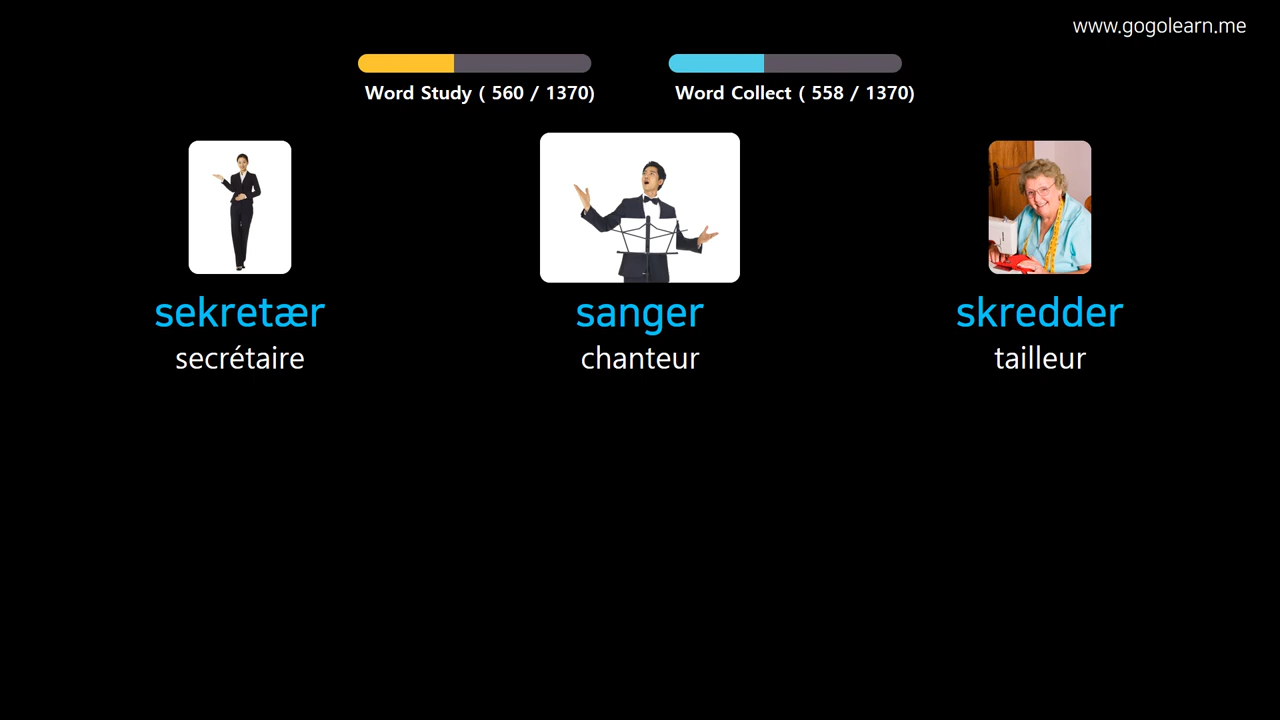 www.gogolearn.me
Word Study ( 560 / 1370)
Word Collect ( 558 / 1370)
sekretær
sanger
skredder
secrétaire
chanteur
tailleur